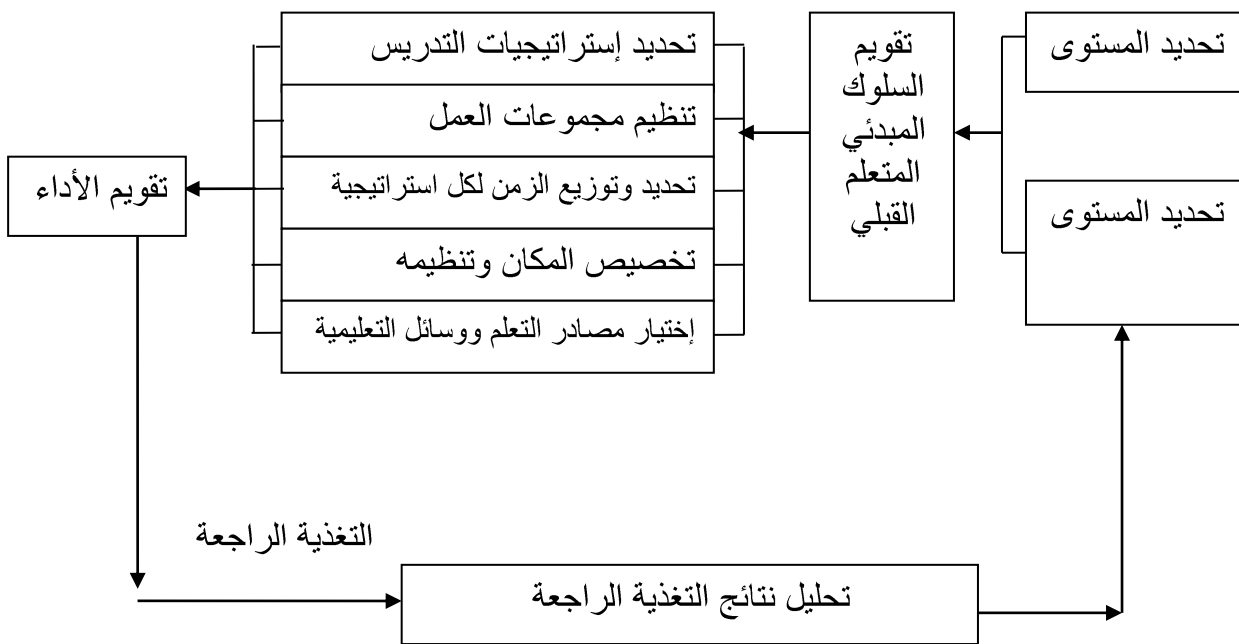 تحديد المستوى
تحديد المستوى
تقويم
السلوك
المبدئي
المتعلم
القبلي
تحديد إستراتيجيات التدريس
تنظيم مجموعات العمل
تحديد وتوزيع الزمن لكل استراتيجية
تخصيص المكان وتنظيمه
إختيار مصادر التعلم ووسائل التعليمية
تقويم الأداء
التغذية الراجعة
تحليل نتائج التغذية الراجعة